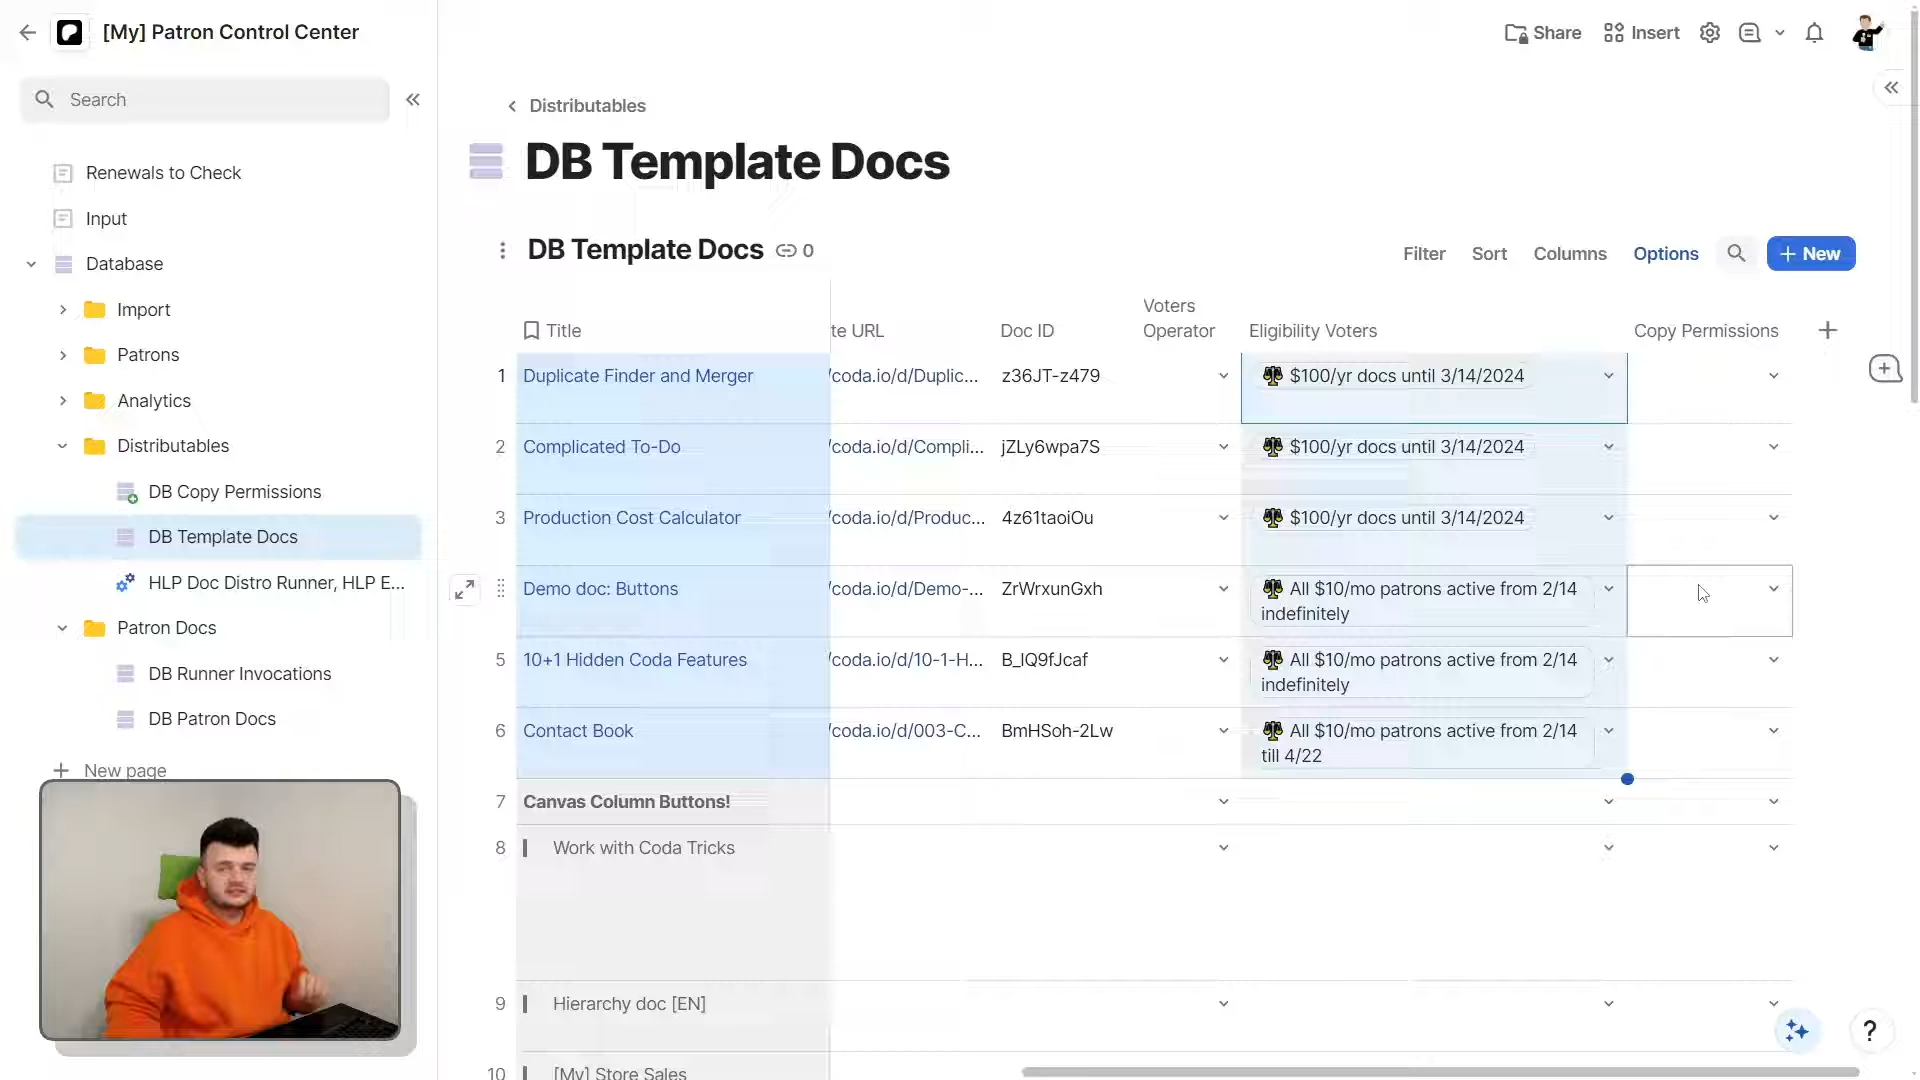 [My] Patron Control Center
Share
Insert
Search
Renewals to Check
Input
Database
Import
Patrons
Analytics
Distributables
DB Copy Permissions
DB Template Docs
HLP Doc Distro Runner, HLP E...
Patron Docs
DB Runner Invocations
DB Patron Docs
New page
Distributables
DB Template Docs
DB Template Docs 0
Filter Sort Columns Options New
Title te URL Doc ID Voters Operator Eligibility Voters Copy Permissions
1 Duplicate Finder and Merger /coda.io/d/Duplic... z36JT-z479 $100/yr docs until 3/14/2024
2 Complicated To-Do /coda.io/d/Compli... jZLy6wpa7S $100/yr docs until 3/14/2024
3 Production Cost Calculator /coda.io/d/Produc... 4z61taoiOu $100/yr docs until 3/14/2024
Demo doc: Buttons /coda.io/d/Demo-... ZrWrxunGxh All $10/mo patrons active from 2/14
indefinitely
5 10+1 Hidden Coda Features /coda.io/d/10-1-H... B_IQ9fJcaf All $10/mo patrons active from 2/14
indefinitely
6 Contact Book /coda.io/d/003-C... BmHSoh-2Lw All $10/mo patrons active from 2/14
till 4/22
7 Canvas Column Buttons!
8 Work with Coda Tricks
9 Hierarchy doc [EN]
10 [My] Store Sales
?